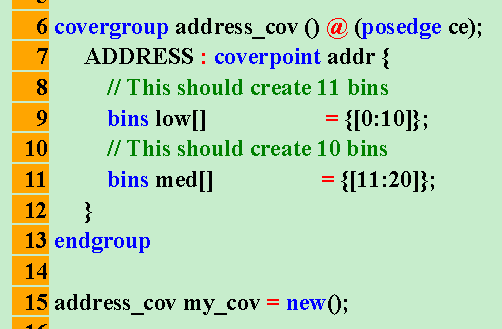 6 covergroup address_cov () @ (posedge ce);
7 ADDRESS : coverpoint addr {
8 // This should create 11 bins
9 bins low[] = {[0:10]};
10 // This should create 10 bins
11 bins med[] = {[11:20]};
12 }
13 endgroup
14
15 address_cov my_cov = new();